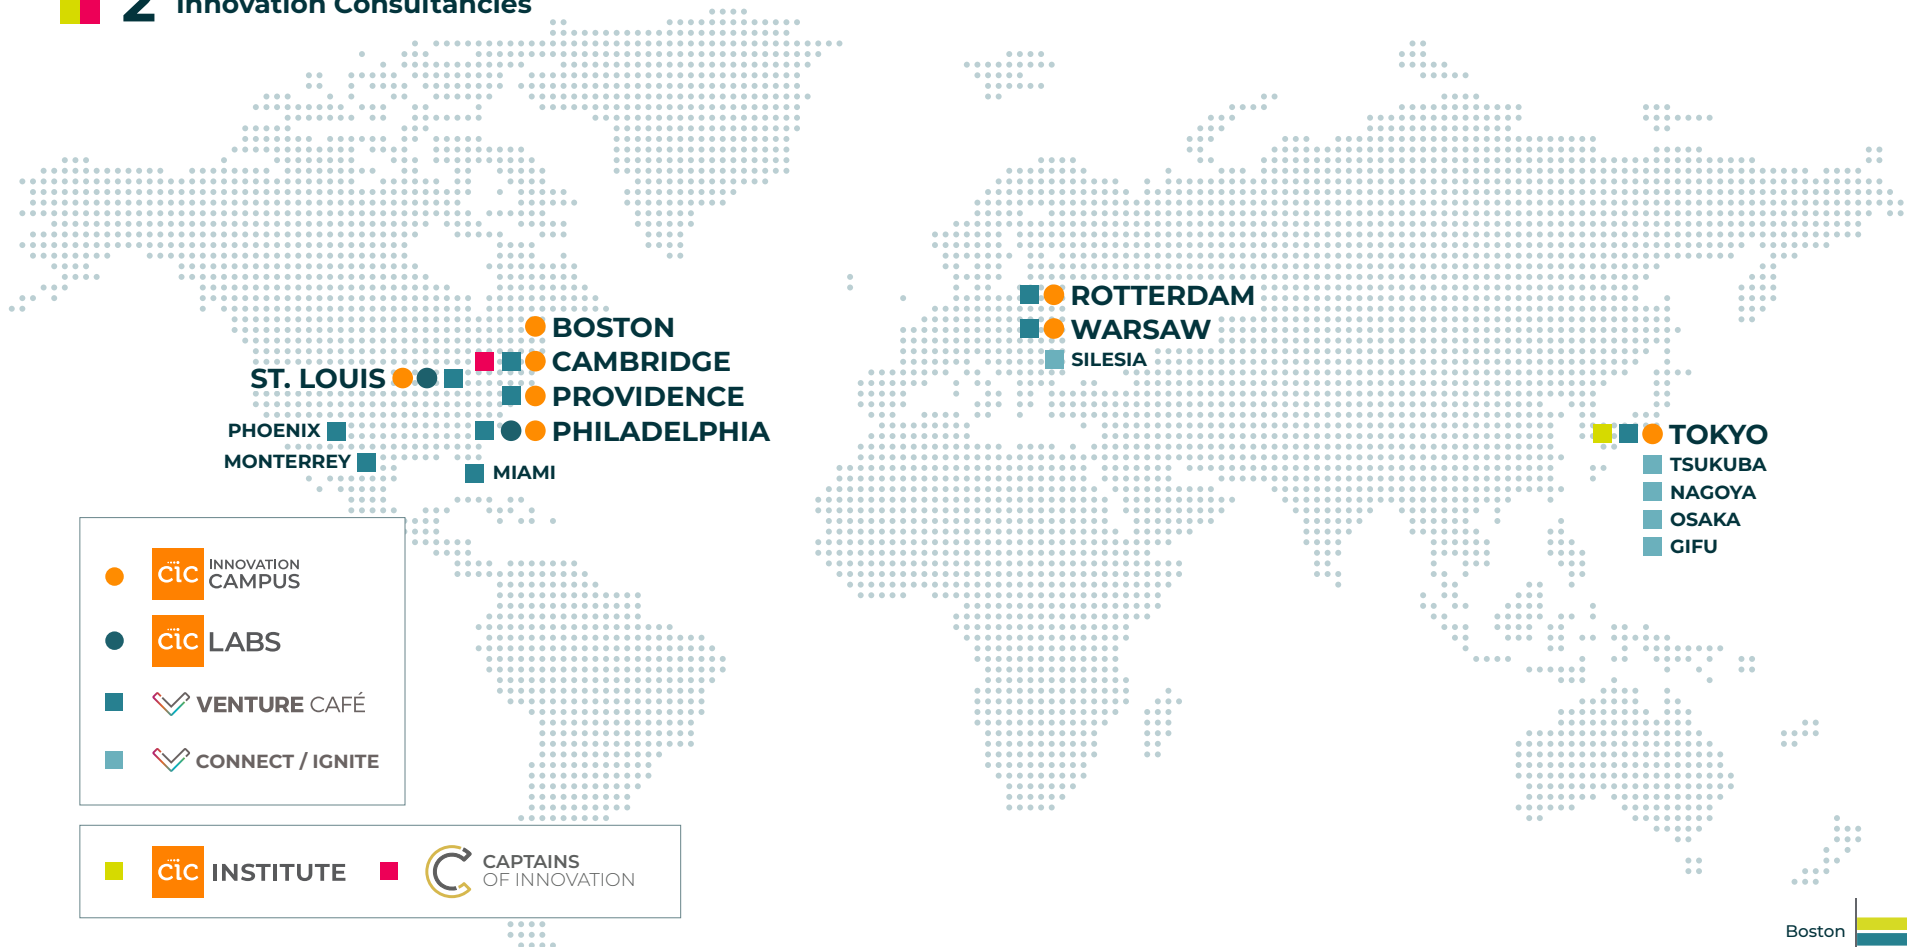 2 Innovation Consultancies
BOSTON
CAMBRIDGE
PROVIDENCE
PHILADELPHIA
ST. LOUIS
PHOENIX
MONTERREY
MIAMI
ROTTERDAM
WARSAW
SILESIA
TOKYO
TSUKUBA
NAGOYA
OSAKA
GIFU
cic INNOVATION
CAMPUS
cic LABS
VENTURE CAFÉ
CONNECT / IGNITE
cic INSTITUTE
CAPTAINS
OF INNOVATION
Boston